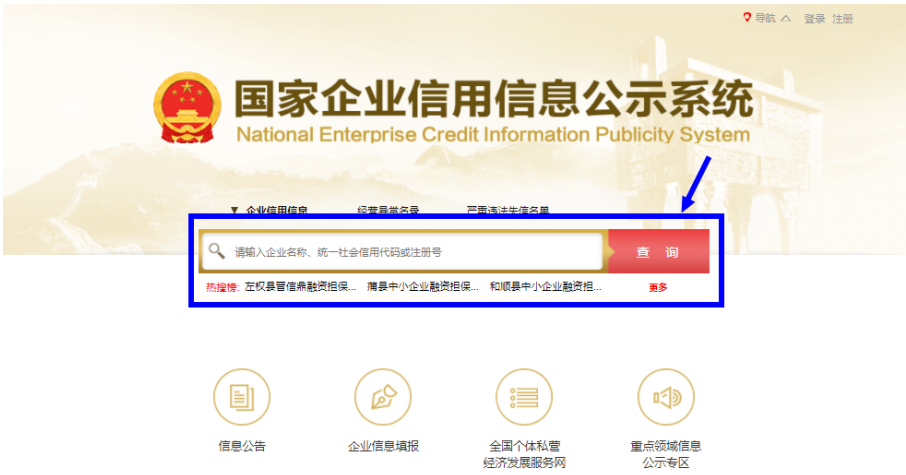 导航 登录 注册
国家企业信用信息公示系统
National Enterprise Credit Information Publicity System
企业信用信息 经营异常名录 严重违法失信名单
请输入企业名称、统一社会信用代码或注册号 查 询
热搜榜: 左权县晋信鼎融资担保... 蒲县中小企业融资担保... 和顺县中小企业融资担... 更多
信息公告 企业信息填报 全国个体私营 重点领域信息
经济发展服务网 公示专区